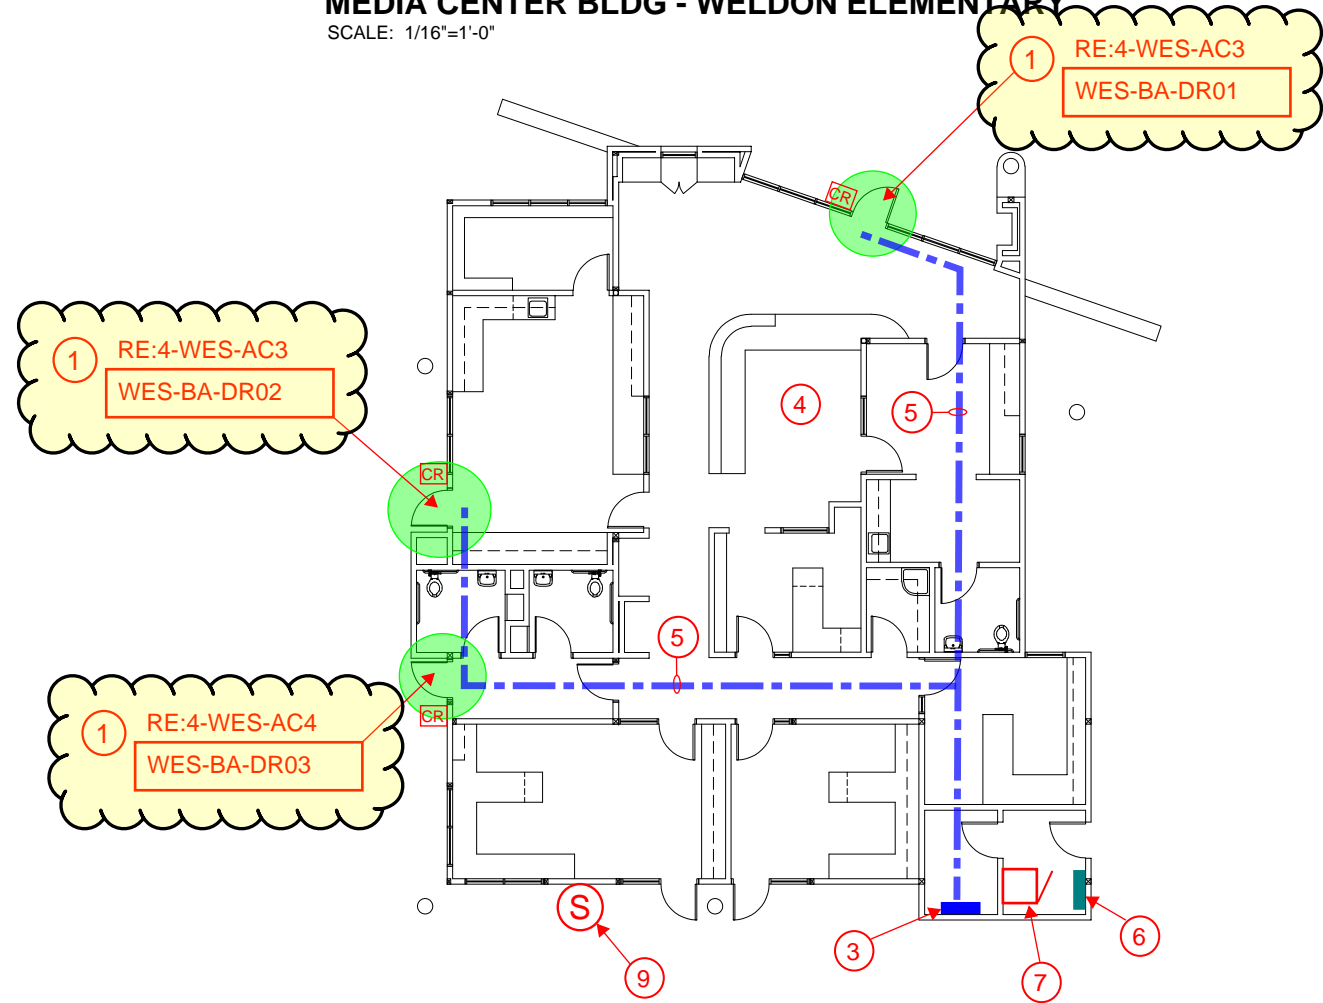 MEDIA CENTER BLDG - WELDON ELEMENTARY
SCALE: 1/16"=1'-0"
1
RE:4-WES-AC3
WES-BA-DR01
CR
1
RE:4-WES-AC3
WES-BA-DR02
4
5
CR
5
1
RE:4-WES-AC4
WES-BA-DR03
CR
S
3
6
7
9